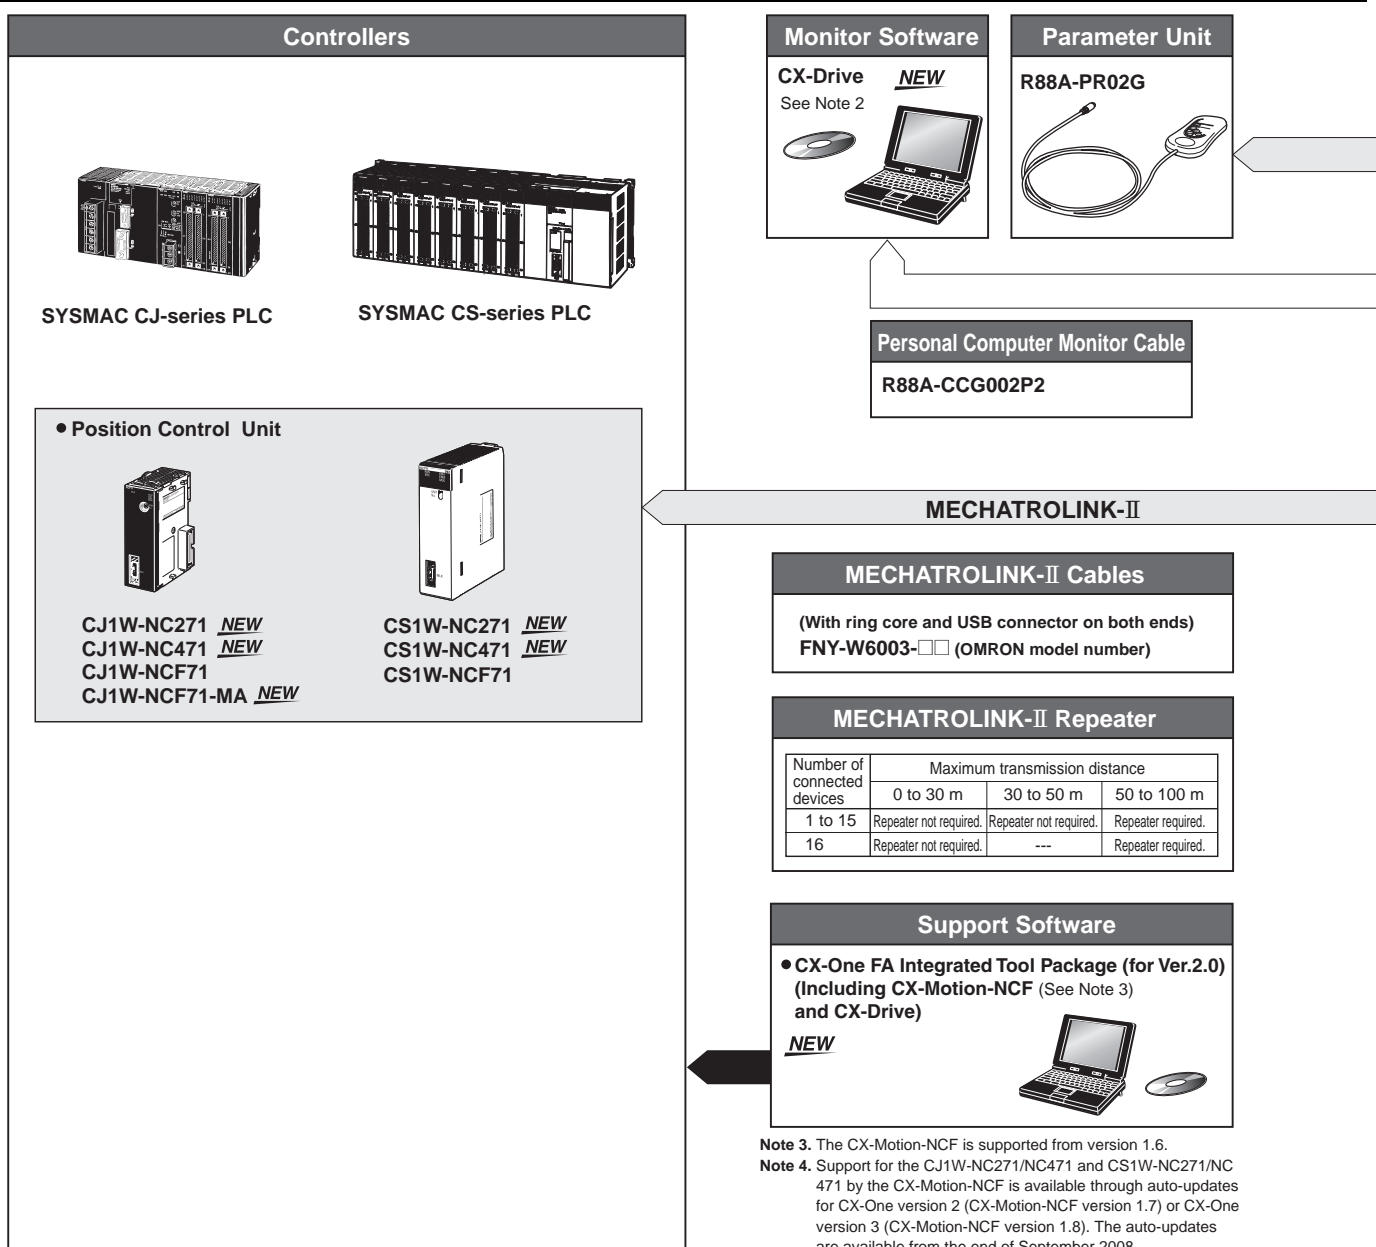 Controllers
SYSMAC CJ-series PLC
SYSMAC CS-series PLC
● Position Control Unit
CJ1W-NC271 NEW
CJ1W-NC471 NEW
CJ1W-NCF71
CJ1W-NCF71-MA NEW
CS1W-NC271 NEW
CS1W-NC471 NEW
CS1W-NCF71
Monitor Software
CX-Drive NEW
See Note 2
Parameter Unit
R88A-PR02G
Personal Computer Monitor Cable
R88A-CCG002P2
MECHATROLINK-Ⅱ
MECHATROLINK-Ⅱ Cables
(With ring core and USB connector on both ends)
FNY-W6003-□□ (OMRON model number)
MECHATROLINK-Ⅱ Repeater
Number of connected devices
Maximum transmission distance
0 to 30 m 30 to 50 m 50 to 100 m
1 to 15 Repeater not required. Repeater not required. Repeater required.
16 Repeater not required. --- Repeater required.
Support Software
● CX-One FA Integrated Tool Package (for Ver.2.0)
(Including CX-Motion-NCF (See Note 3)
and CX-Drive)
NEW
Note 3. The CX-Motion-NCF is supported from version 1.6.
Note 4. Support for the CJ1W-NC271/NC471 and CS1W-NC271/NC
471 by the CX-Motion-NCF is available through auto-updates
for CX-One version 2 (CX-Motion-NCF version 1.7) or CX-One
version 3 (CX-Motion-NCF version 1.8). The auto-updates
are available from the end of September 2008.